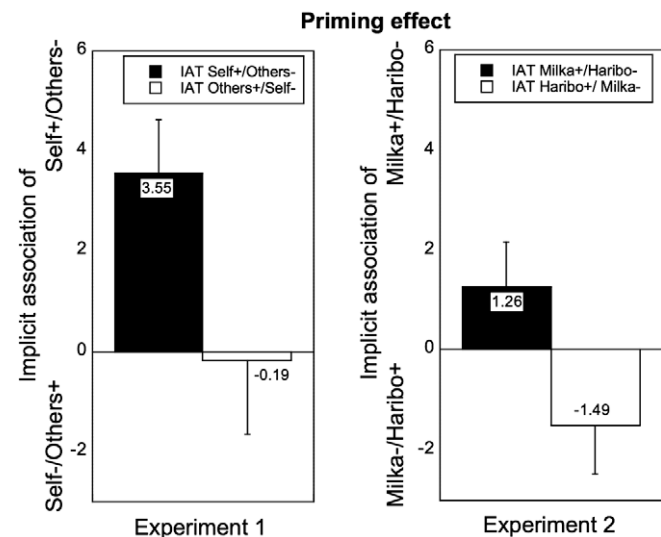 Priming effect
6
4
2
0
-2
Self+/Others-
Implicit association of
Self-/Others+
IAT Self+/Others-
IAT Others+/Self-
3.55
-0.19
Experiment 1
6
4
2
0
-2
Milka+/Haribo-
Implicit association of
Milka-/Haribo+
IAT Milka+/Haribo-
IAT Haribo+/ Milka-
1.26
-1.49
Experiment 2